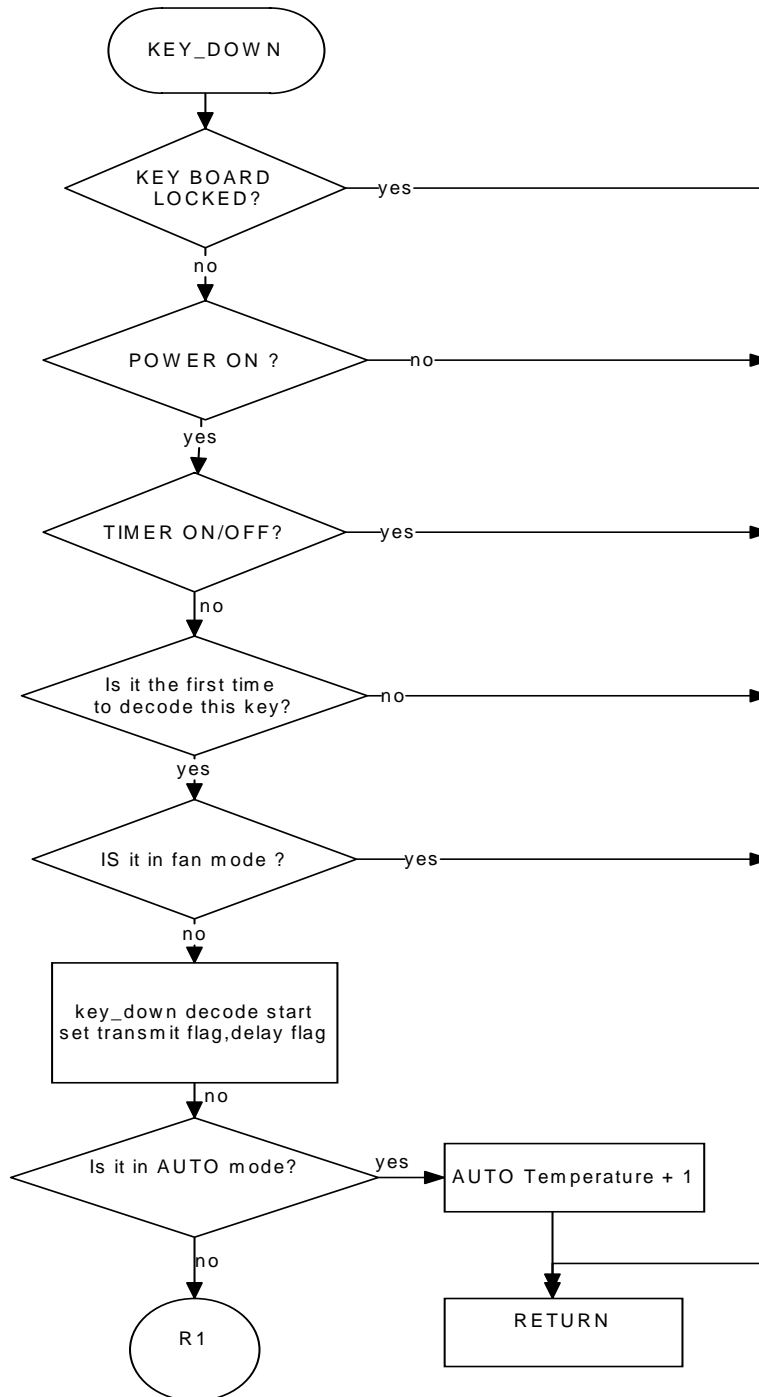 KEY_DOWN
KEY BOARD
LOCKED?
yes
no
POWER ON ?
no
yes
TIMER ON/OFF?
yes
no
Is it the first time
to decode this key?
no
yes
IS it in fan mode ?
yes
no
key_down decode start
set transmit flag,delay flag
no
Is it in AUTO mode?
yes
AUTO Temperature + 1
no
R1
RETURN